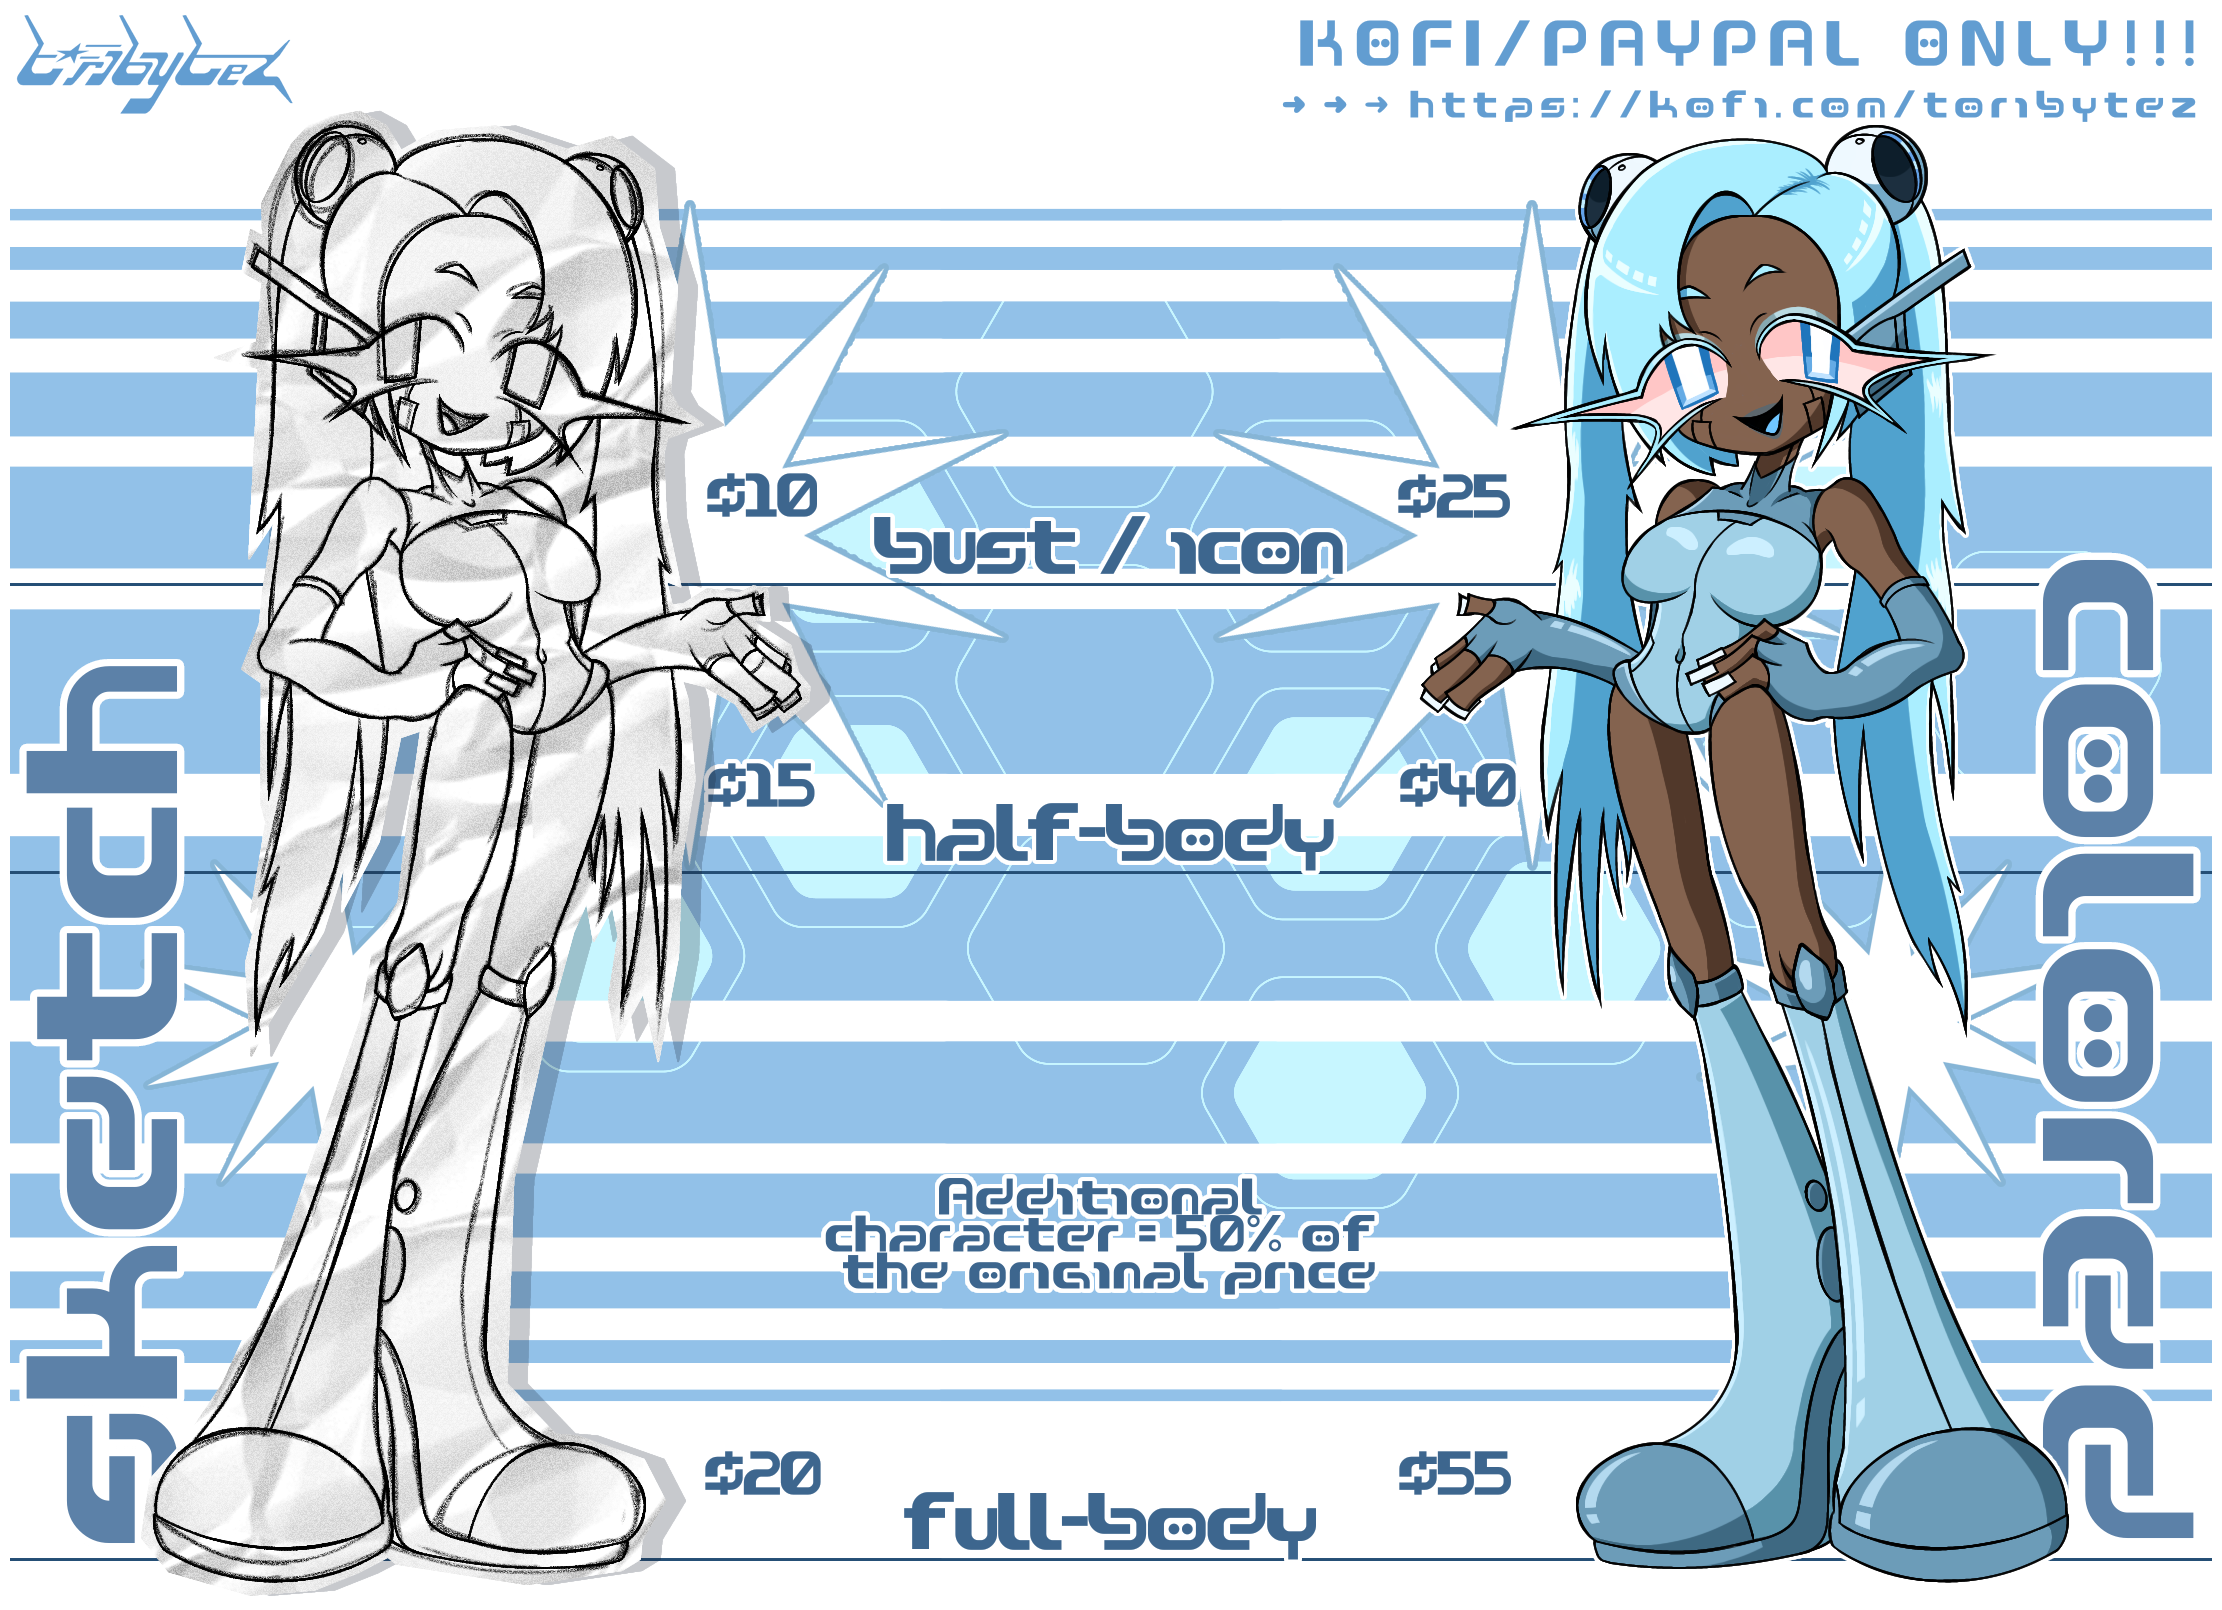 toribytez
KOFI/PAYPAL ONLY!!!
→ → → https://kofi.com/toribytez
$10
$25
bust / icon
sketch
colored
$15
$40
half-body
Additional
character = 50% of
the original price
$20
$55
full-body